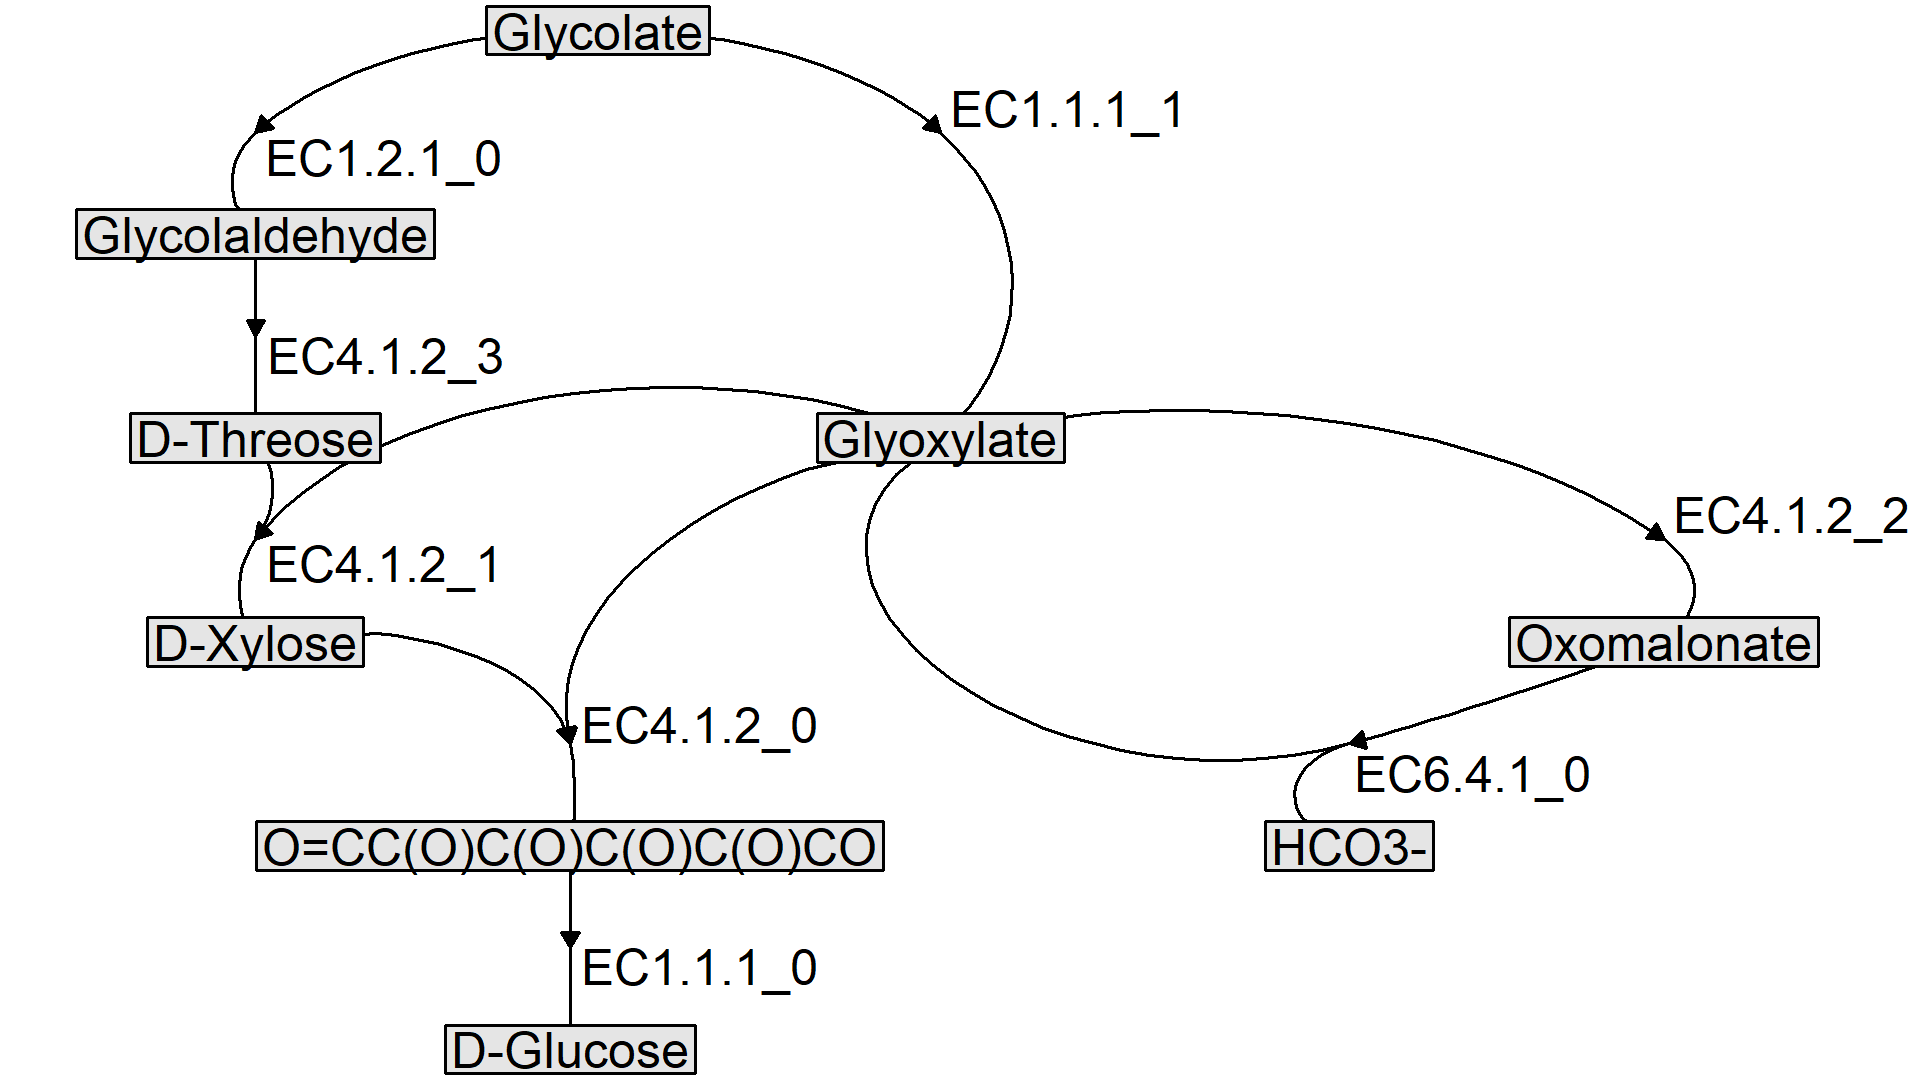 Glycolate
EC1.1.1_1
EC1.2.1_0
Glycolaldehyde
EC4.1.2_3
D-Threose
Glyoxylate
EC4.1.2_2
EC4.1.2_1
D-Xylose
Oxomalonate
EC4.1.2_0
EC6.4.1_0
O=CC(O)C(O)C(O)C(O)CO
HCO3-
EC1.1.1_0
D-Glucose